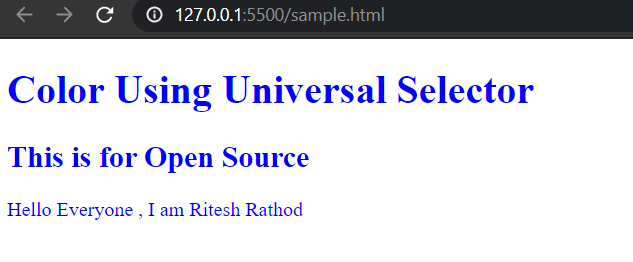 127.0.0.1:5500/sample.html
Color Using Universal Selector
This is for Open Source
Hello Everyone , I am Ritesh Rathod